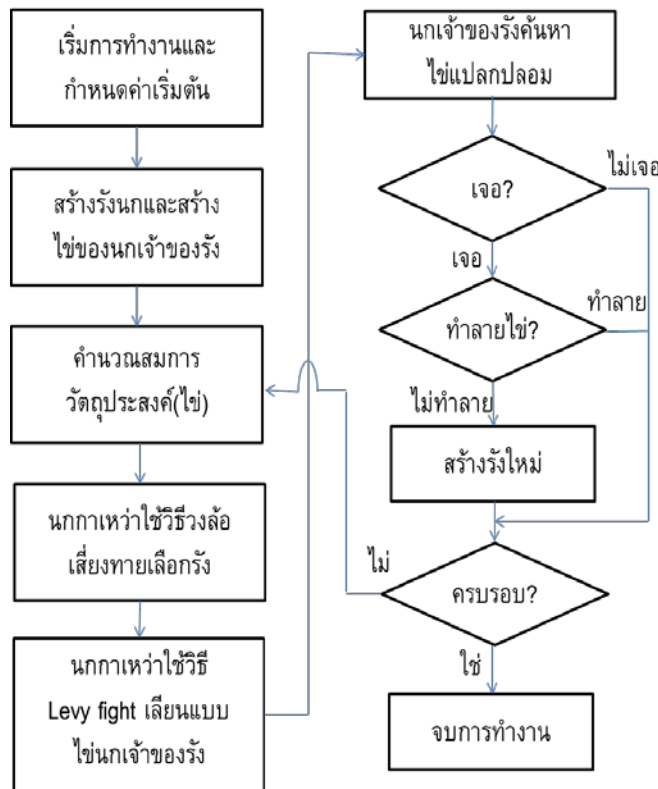 เริ่มการทำงานและ
กำหนดค่าเริ่มต้น
สร้างรังนกและสร้าง
ไข่ของนกเจ้าของรัง
คำนวณสมการ
วัตถุประสงค์(ไข่)
นกกาเหว่าใช้วิธีวงล้อ
เสี่ยงทายเลือกรัง
นกกาเหว่าใช้วิธี
Levy fight เลียนแบบ
ไข่นกเจ้าของรัง
นกเจ้าของรังค้นหา
ไข่แปลกปลอม
เจอ?
ไม่เจอ
เจอ
ทำลายไข่?
ทำลาย
ไม่ทำลาย
สร้างรังใหม่
ครบรอบ?
ไม่
ใช่
จบการทำงาน